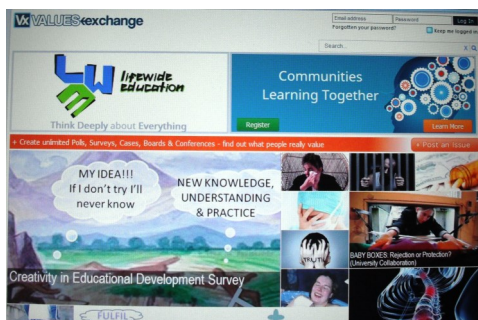 Vx VALUES exchange
Email address Password Log In
Forgotten your password? Keep me logged in
Search...
LWE lifewide education
Think Deeply about Everything
Communities
Learning Together
Register Learn More
+ Create unlimited Polls, Surveys, Cases, Boards & Conferences - find out what people really value
+ Post an Issue
MY IDEA!!!
If I don't try I'll
never know
NEW KNOWLEDGE,
UNDERSTANDING
& PRACTICE
BABY BOXES: Rejection or Protection?
(University Collaboration)
Creativity in Educational Development Survey
FULFIL